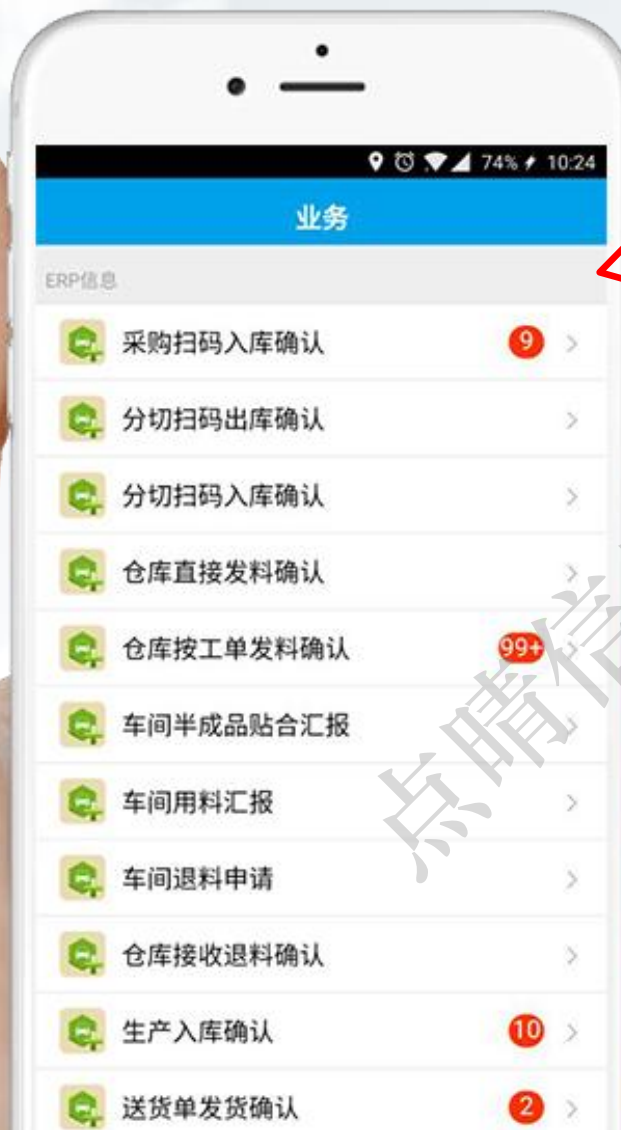 74% 10:24
业务
ERP信息
采购扫码入库确认 9
分切扫码出库确认
分切扫码入库确认
仓库直接发料确认
仓库按工单发料确认 99+
车间半成品贴合汇报
车间用料汇报
车间退料申请
仓库接收退料确认
生产入库确认 10
送货单发货确认 2
点晴信